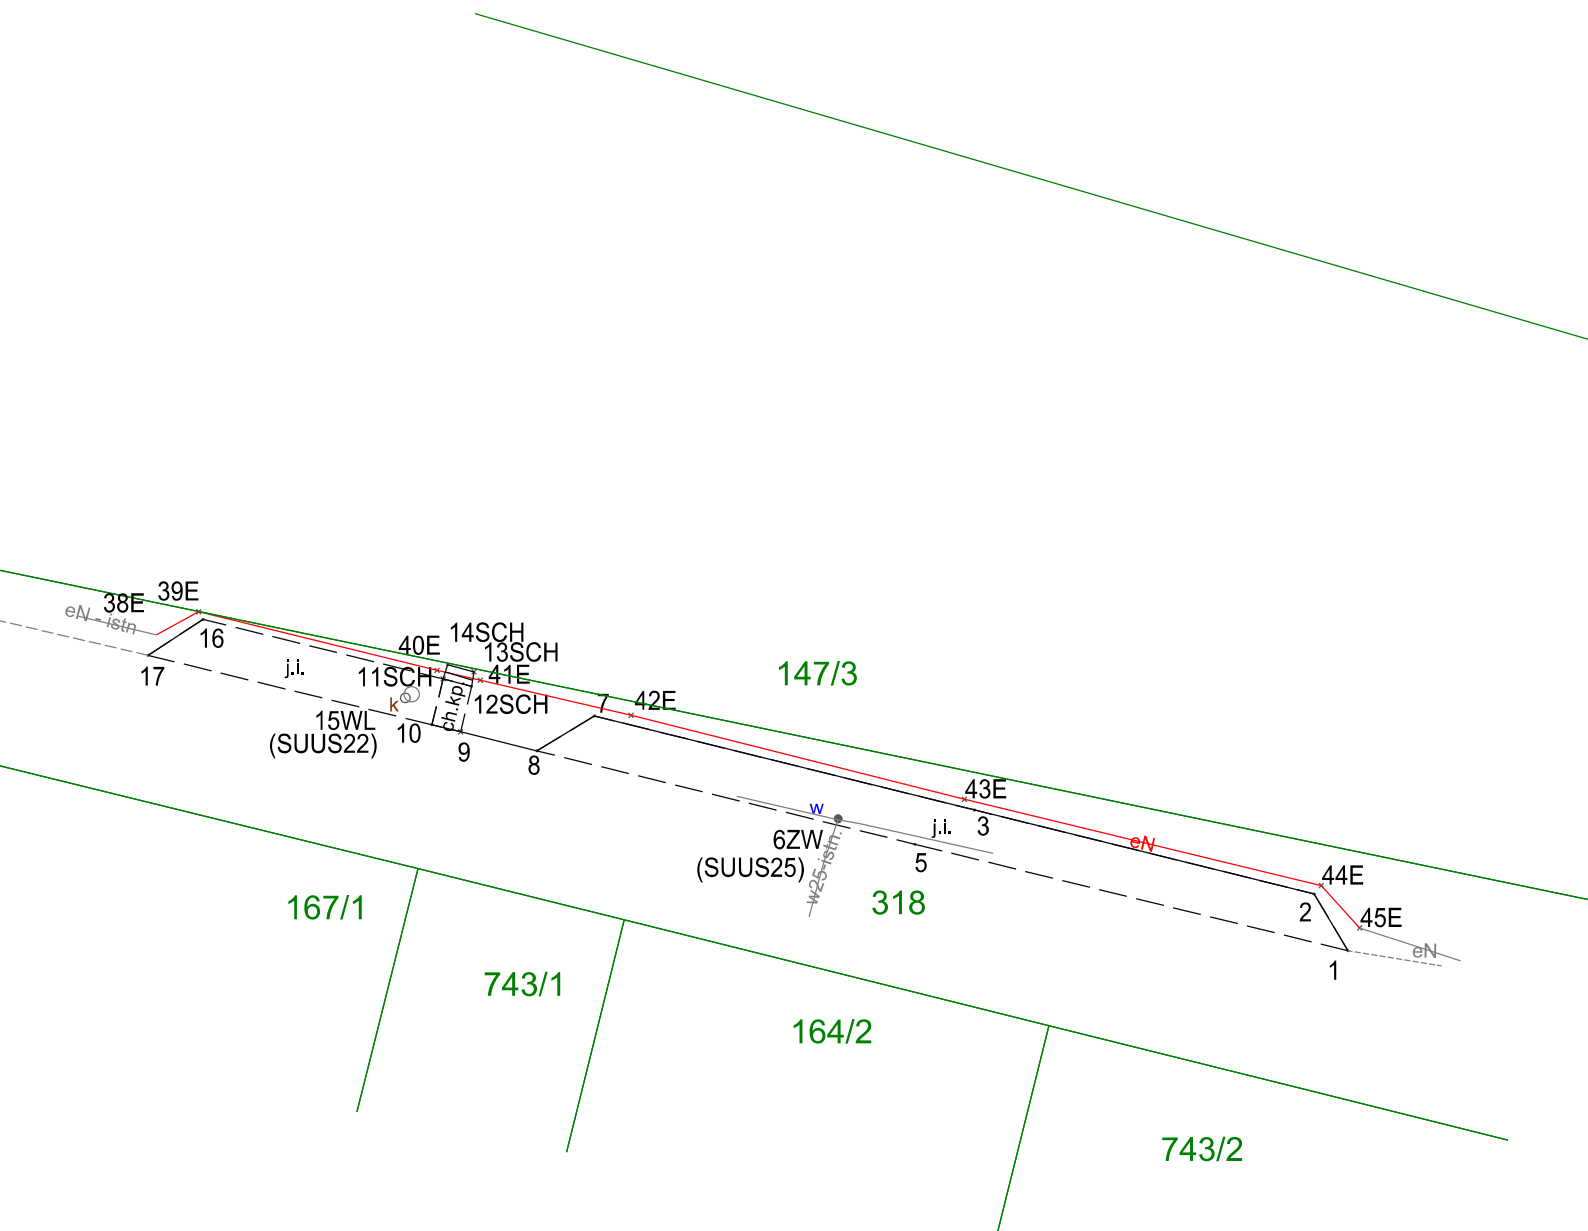 39E
38E
eN - istn
16
14SCH
40E
13SCH
j.i.
17
11SCH
41E
147/3
ch.kp.
k
12SCH
7
42E
15WL
10
(SUUS22)
9
8
43E
w
j.i.
3
6ZW
eN
(SUUS25)
5
w25-istn.
44E
318
167/1
2
45E
eN
1
743/1
164/2
743/2